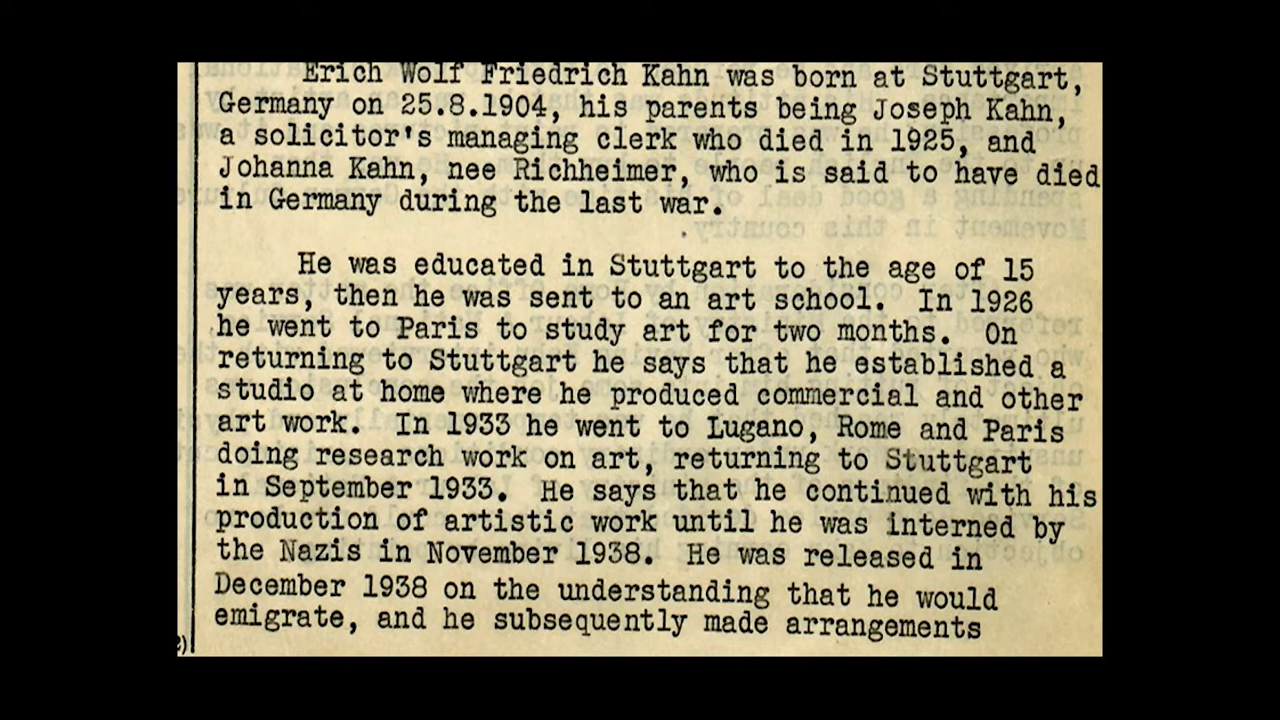 Erich Wolf Friedrich Kahn was born at Stuttgart,
Germany on 25.8.1904, his parents being Joseph Kahn,
a solicitor's managing clerk who died in 1925, and
Johanna Kahn, nee Richheimer, who is said to have died
in Germany during the last war.
He was educated in Stuttgart to the age of 15
years, then he was sent to an art school. In 1926
he went to Paris to study art for two months. On
returning to Stuttgart he says that he established a
studio at home where he produced commercial and other
art work. In 1933 he went to Lugano, Rome and Paris
doing research work on art, returning to Stuttgart
in September 1933. He says that he continued with his
production of artistic work until he was interned by
the Nazis in November 1938. He was released in
December 1938 on the understanding that he would
emigrate, and he subsequently made arrangements